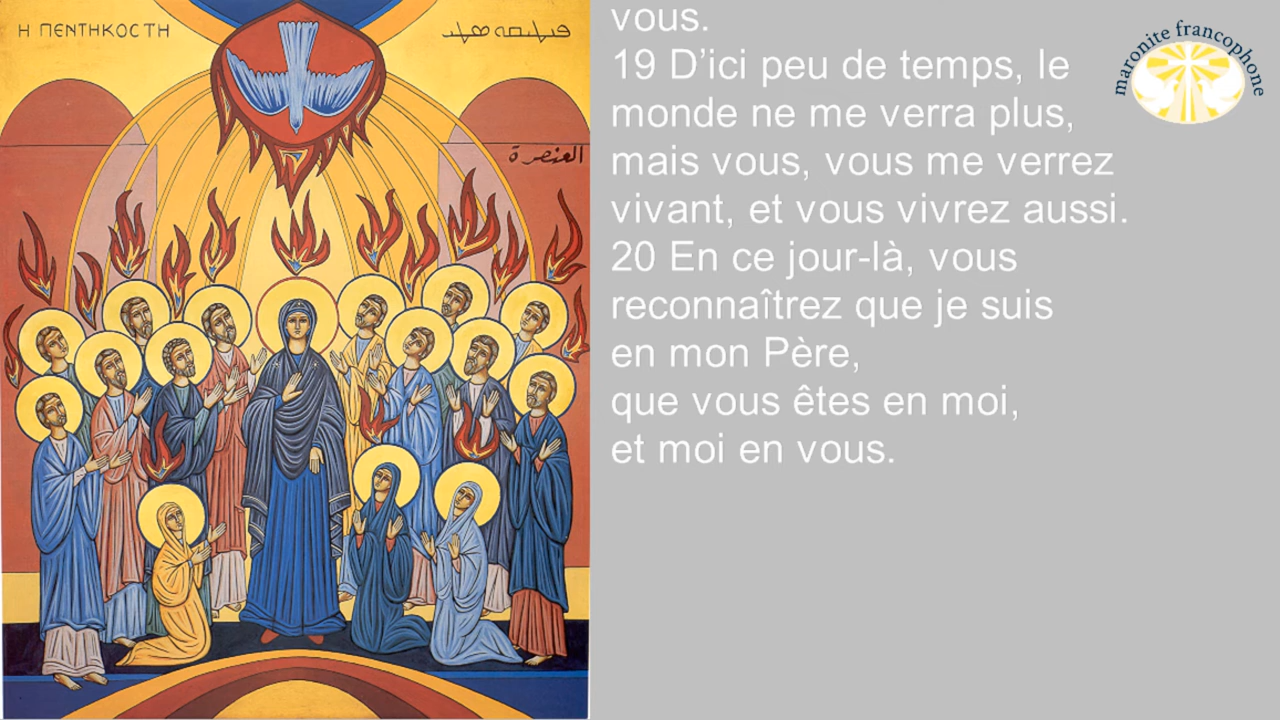 Η ΠΕΝΤΗΚΟСΤΗ
العنصرة
vous.
19 D’ici peu de temps, le
monde ne me verra plus,
mais vous, vous me verrez
vivant, et vous vivrez aussi.
20 En ce jour-là, vous
reconnaîtrez que je suis
en mon Père,
que vous êtes en moi,
et moi en vous.
maronite francophone